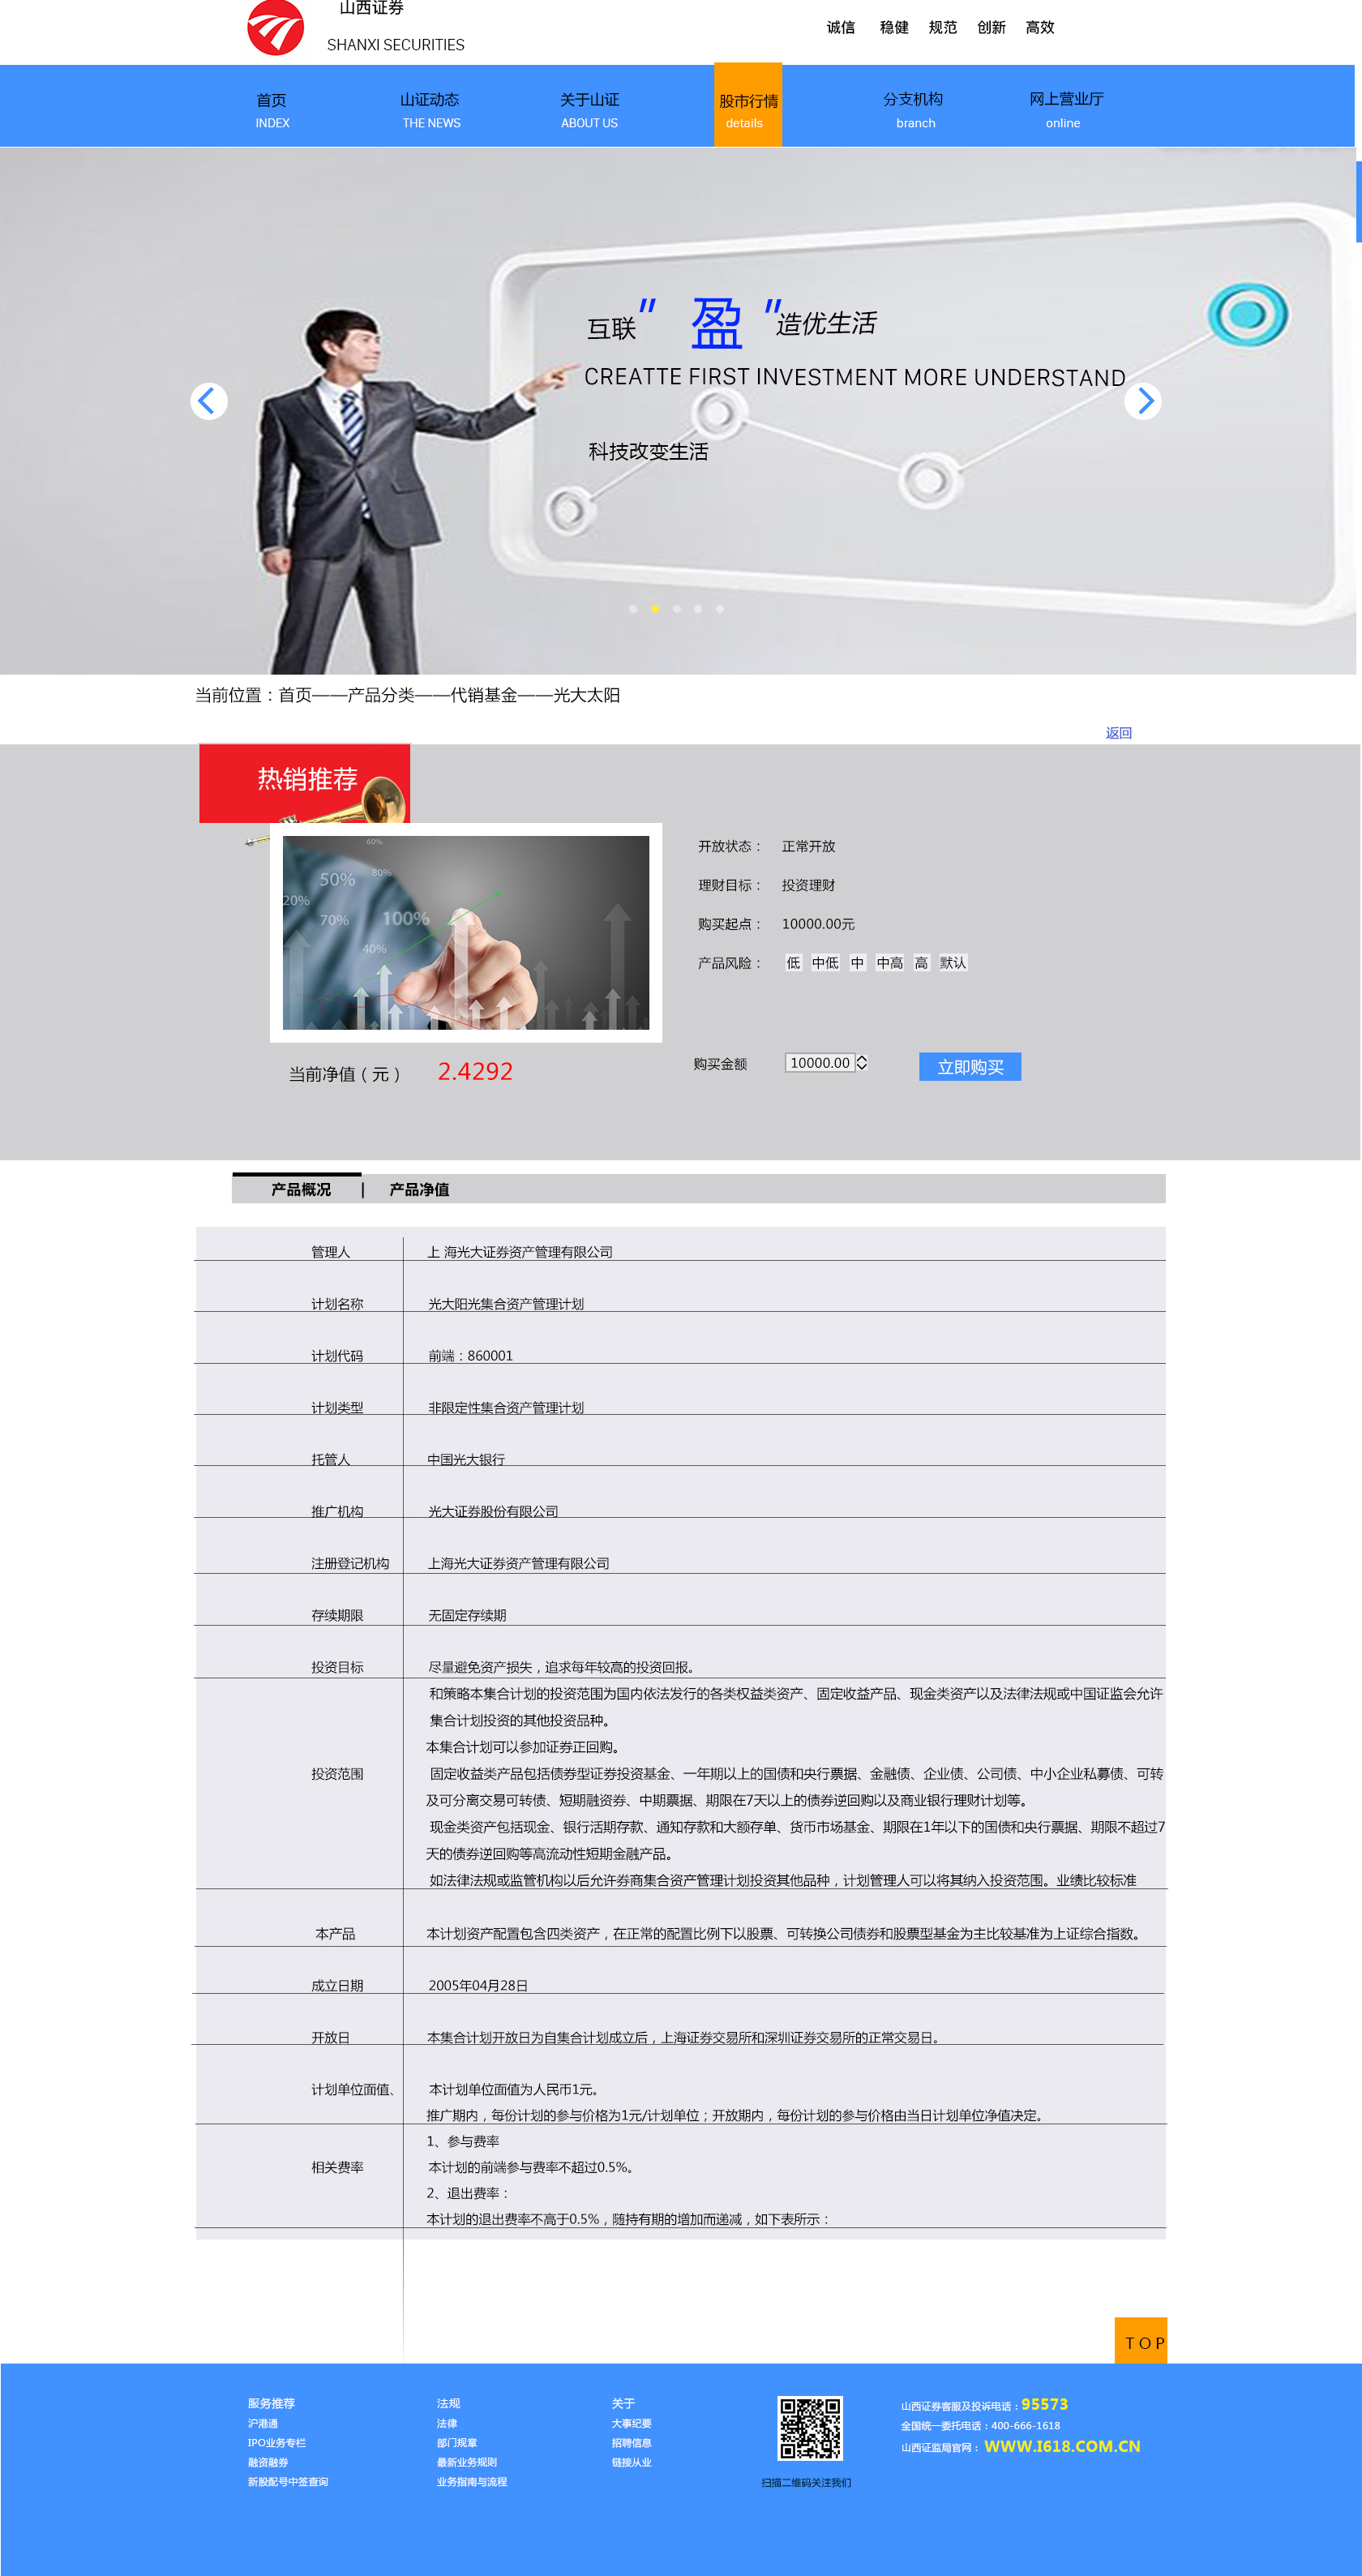 山西证券
SHANXI SECURITIES
诚信 稳健 规范 创新 高效
首页 山证动态 关于山证 股市行情 分支机构 网上营业厅
INDEX THE NEWS ABOUT US details branch online
互联" 盈 "造优生活
CREATTE FIRST INVESTMENT MORE UNDERSTAND
科技改变生活
当前位置：首页——产品分类——代销基金——光大太阳
返回
热销推荐
60%
50% 80%
20%
70% 100%
40%
开放状态： 正常开放
理财目标： 投资理财
购买起点： 10000.00元
产品风险： 低 中低 中 中高 高 默认
当前净值（元） 2.4292
购买金额 10000.00 立即购买
产品概况 | 产品净值
管理人 上 海光大证券资产管理有限公司
计划名称 光大阳光集合资产管理计划
计划代码 前端：860001
计划类型 非限定性集合资产管理计划
托管人 中国光大银行
推广机构 光大证券股份有限公司
注册登记机构 上海光大证券资产管理有限公司
存续期限 无固定存续期
投资目标 尽量避免资产损失，追求每年较高的投资回报。
和策略本集合计划的投资范围为国内依法发行的各类权益类资产、固定收益产品、现金类资产以及法律法规或中国证监会允许
集合计划投资的其他投资品种。
本集合计划可以参加证券正回购。
投资范围 固定收益类产品包括债券型证券投资基金、一年期以上的国债和央行票据、金融债、企业债、公司债、中小企业私募债、可转
及可分离交易可转债、短期融资券、中期票据、期限在7天以上的债券逆回购以及商业银行理财计划等。
现金类资产包括现金、银行活期存款、通知存款和大额存单、货币市场基金、期限在1年以下的国债和央行票据、期限不超过7
天的债券逆回购等高流动性短期金融产品。
如法律法规或监管机构以后允许券商集合资产管理计划投资其他品种，计划管理人可以将其纳入投资范围。业绩比较标准
本产品 本计划资产配置包含四类资产，在正常的配置比例下以股票、可转换公司债券和股票型基金为主比较基准为上证综合指数。
成立日期 2005年04月28日
开放日 本集合计划开放日为自集合计划成立后，上海证券交易所和深圳证券交易所的正常交易日。
计划单位面值、 本计划单位面值为人民币1元。
推广期内，每份计划的参与价格为1元/计划单位；开放期内，每份计划的参与价格由当日计划单位净值决定。
1、参与费率
相关费率 本计划的前端参与费率不超过0.5%。
2、退出费率：
本计划的退出费率不高于0.5%，随持有期的增加而递减，如下表所示：
TOP
服务推荐 法规 关于 山西证券客服及投诉电话：95573
沪港通 法律 大事纪要 全国统一委托电话：400-666-1618
IPO业务专栏 部门规章 招聘信息 山西证监局官网： WWW.I618.COM.CN
融资融券 最新业务规则 链接从业
新股配号中签查询 业务指南与流程 扫描二维码关注我们